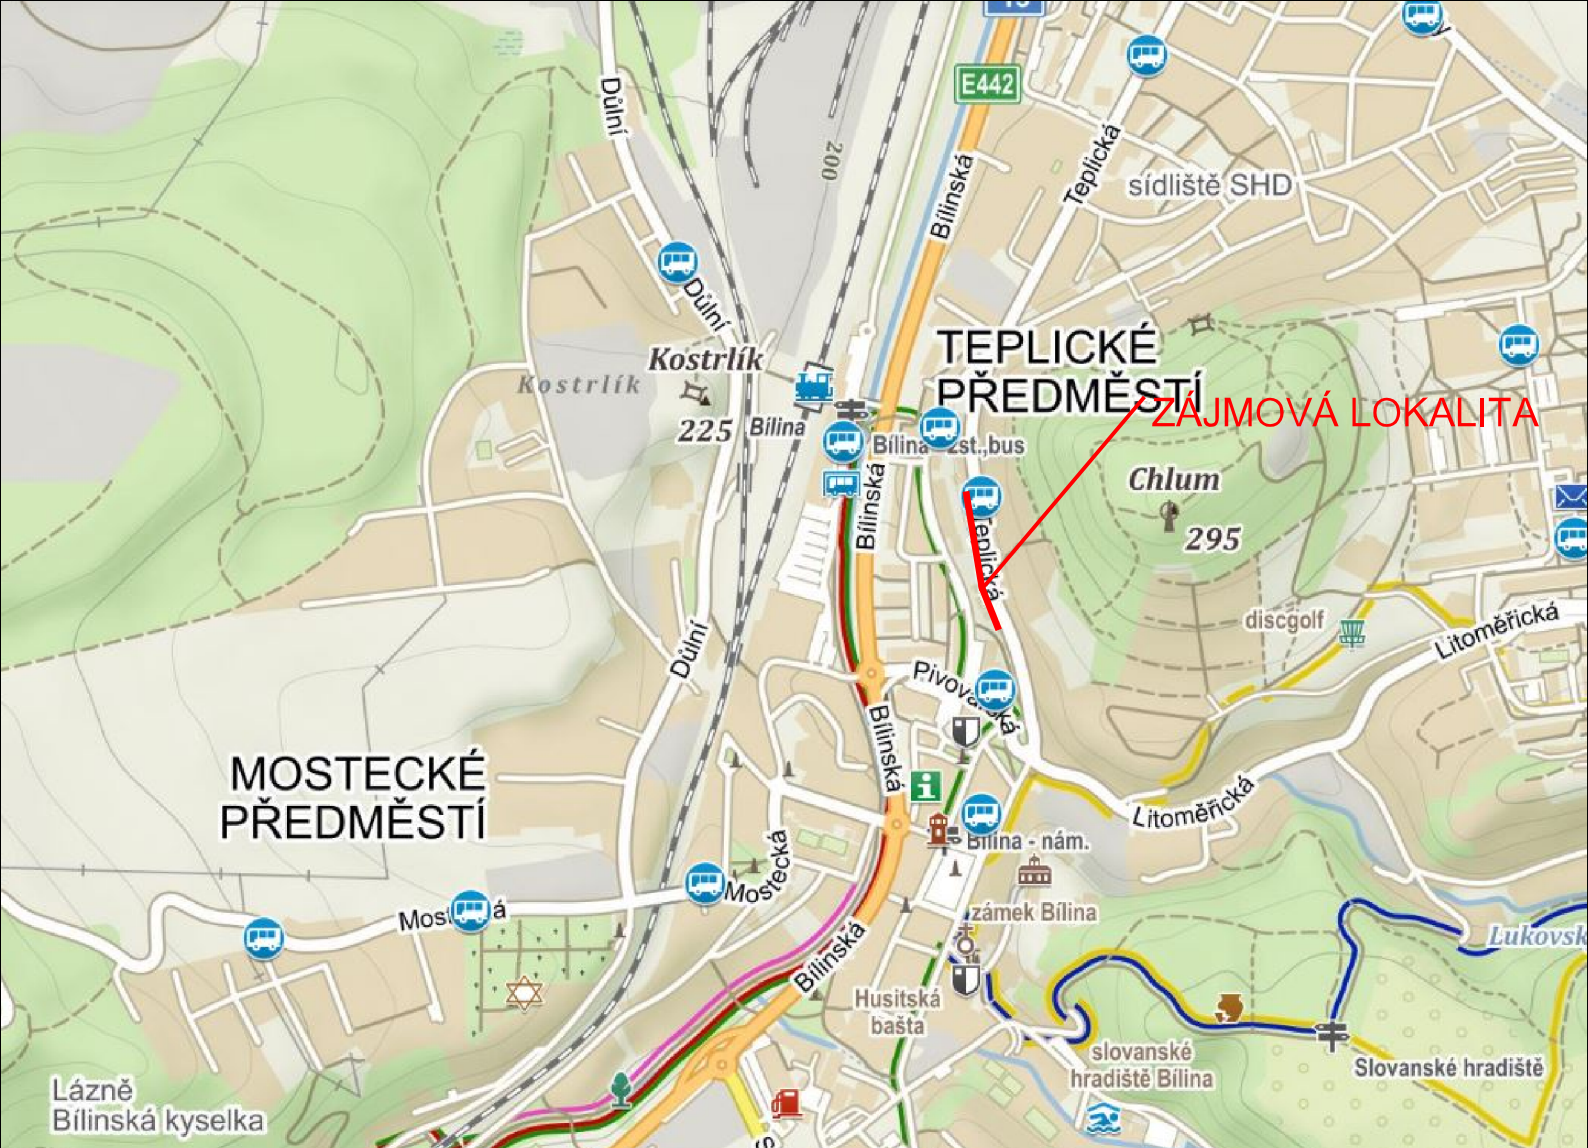 13
E442
Důlní
200
Bílinská
Teplická
sídliště SHD
Důlní
Kostrlík
Kostrlík
225
Bílina
TEPLICKÉ
PŘEDMĚSTÍ
ZÁJMOVÁ LOKALITA
Bílina - žst.,bus
Chlum
295
Bílinská
Teplická
discgolf
Litoměřická
Důlní
Pivovarská
Bílinská
MOSTECKÉ
PŘEDMĚSTÍ
Litoměřická
Bílina - nám.
Mostecká
zámek Bílina
Lukovsk
Bílinská
Husitská
bašta
slovanské
hradiště Bílina
Slovanské hradiště
Lázně
Bílinská kyselka